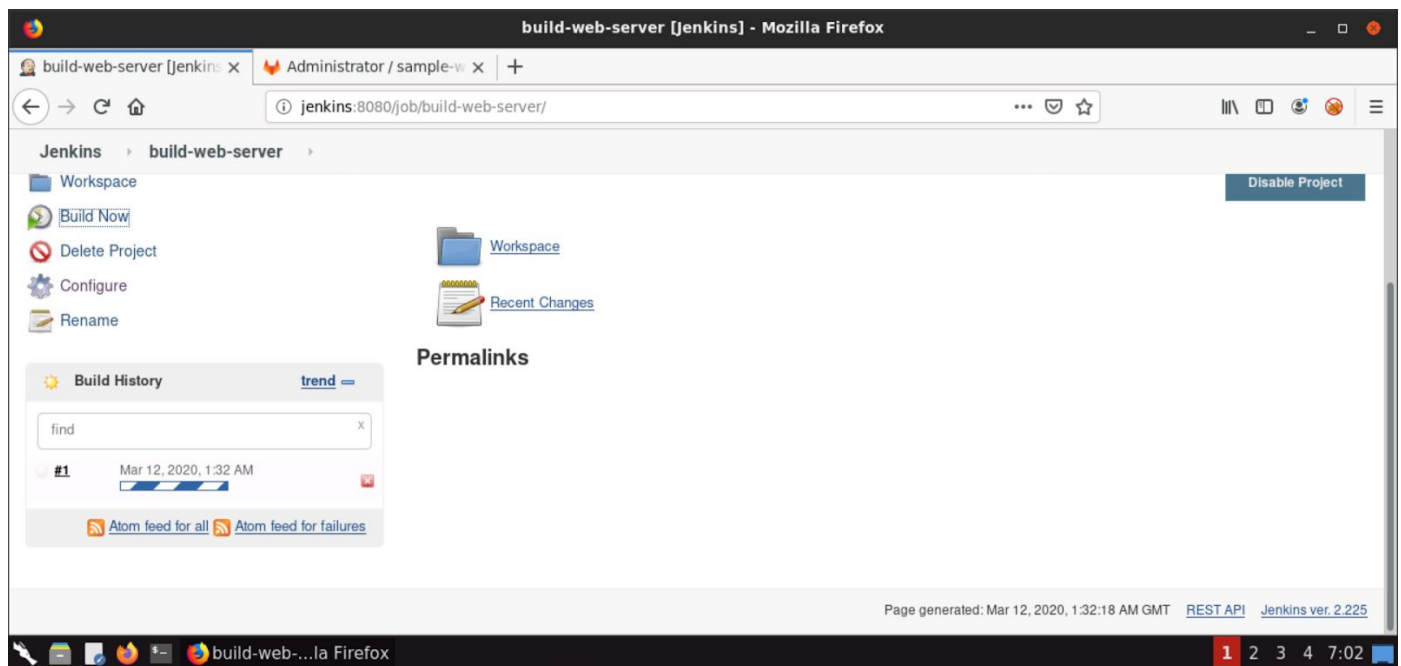 build-web-server [Jenkins] - Mozilla Firefox
build-web-server [Jenkins Administrator / sample-w
jenkins:8080/job/build-web-server/
Jenkins build-web-server
Workspace
Disable Project
Build Now
Delete Project
Workspace
Configure
Recent Changes
Rename
Permalinks
Build History trend
find x
#1 Mar 12, 2020, 1:32 AM
Atom feed for all Atom feed for failures
Page generated: Mar 12, 2020, 1:32:18 AM GMT REST API Jenkins ver. 2.225
build-web-...la Firefox 1 2 3 4 7:02